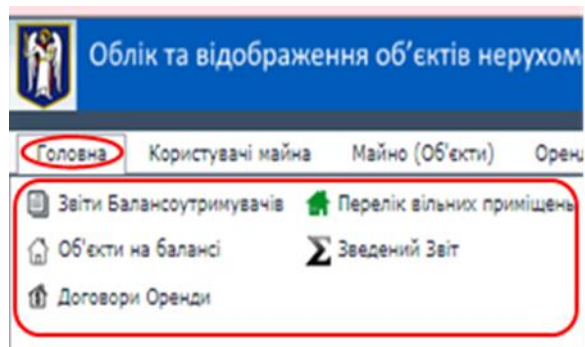 Облік та відображення об’єктів нерухом
Головна Користувачі майна Майно (Об'єкти) Оренд
Звіти Балансоутримувачів Перелік вільних приміщень
Об'єкти на балансі Зведений Звіт
Договори Оренди